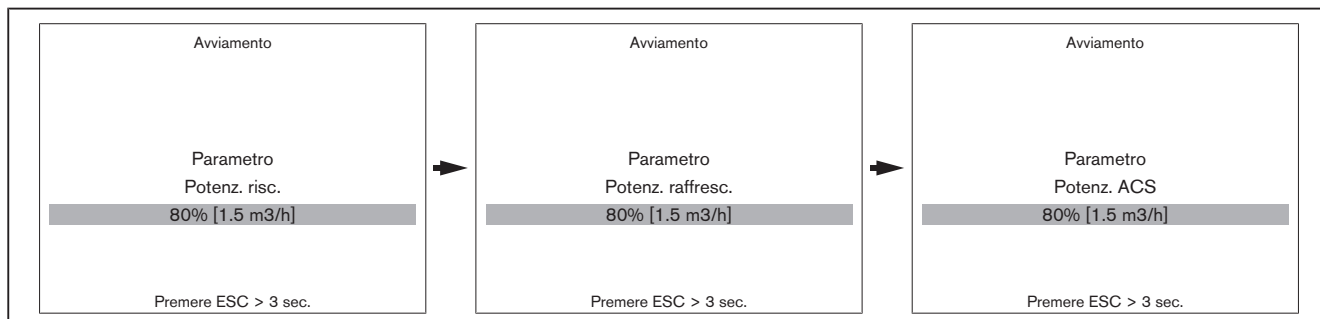 Avviamento
Parametro
Potenz. risc.
80% [1.5 m3/h]
Premere ESC > 3 sec.
Avviamento
Parametro
Potenz. raffresc.
80% [1.5 m3/h]
Premere ESC > 3 sec.
Avviamento
Parametro
Potenz. ACS
80% [1.5 m3/h]
Premere ESC > 3 sec.